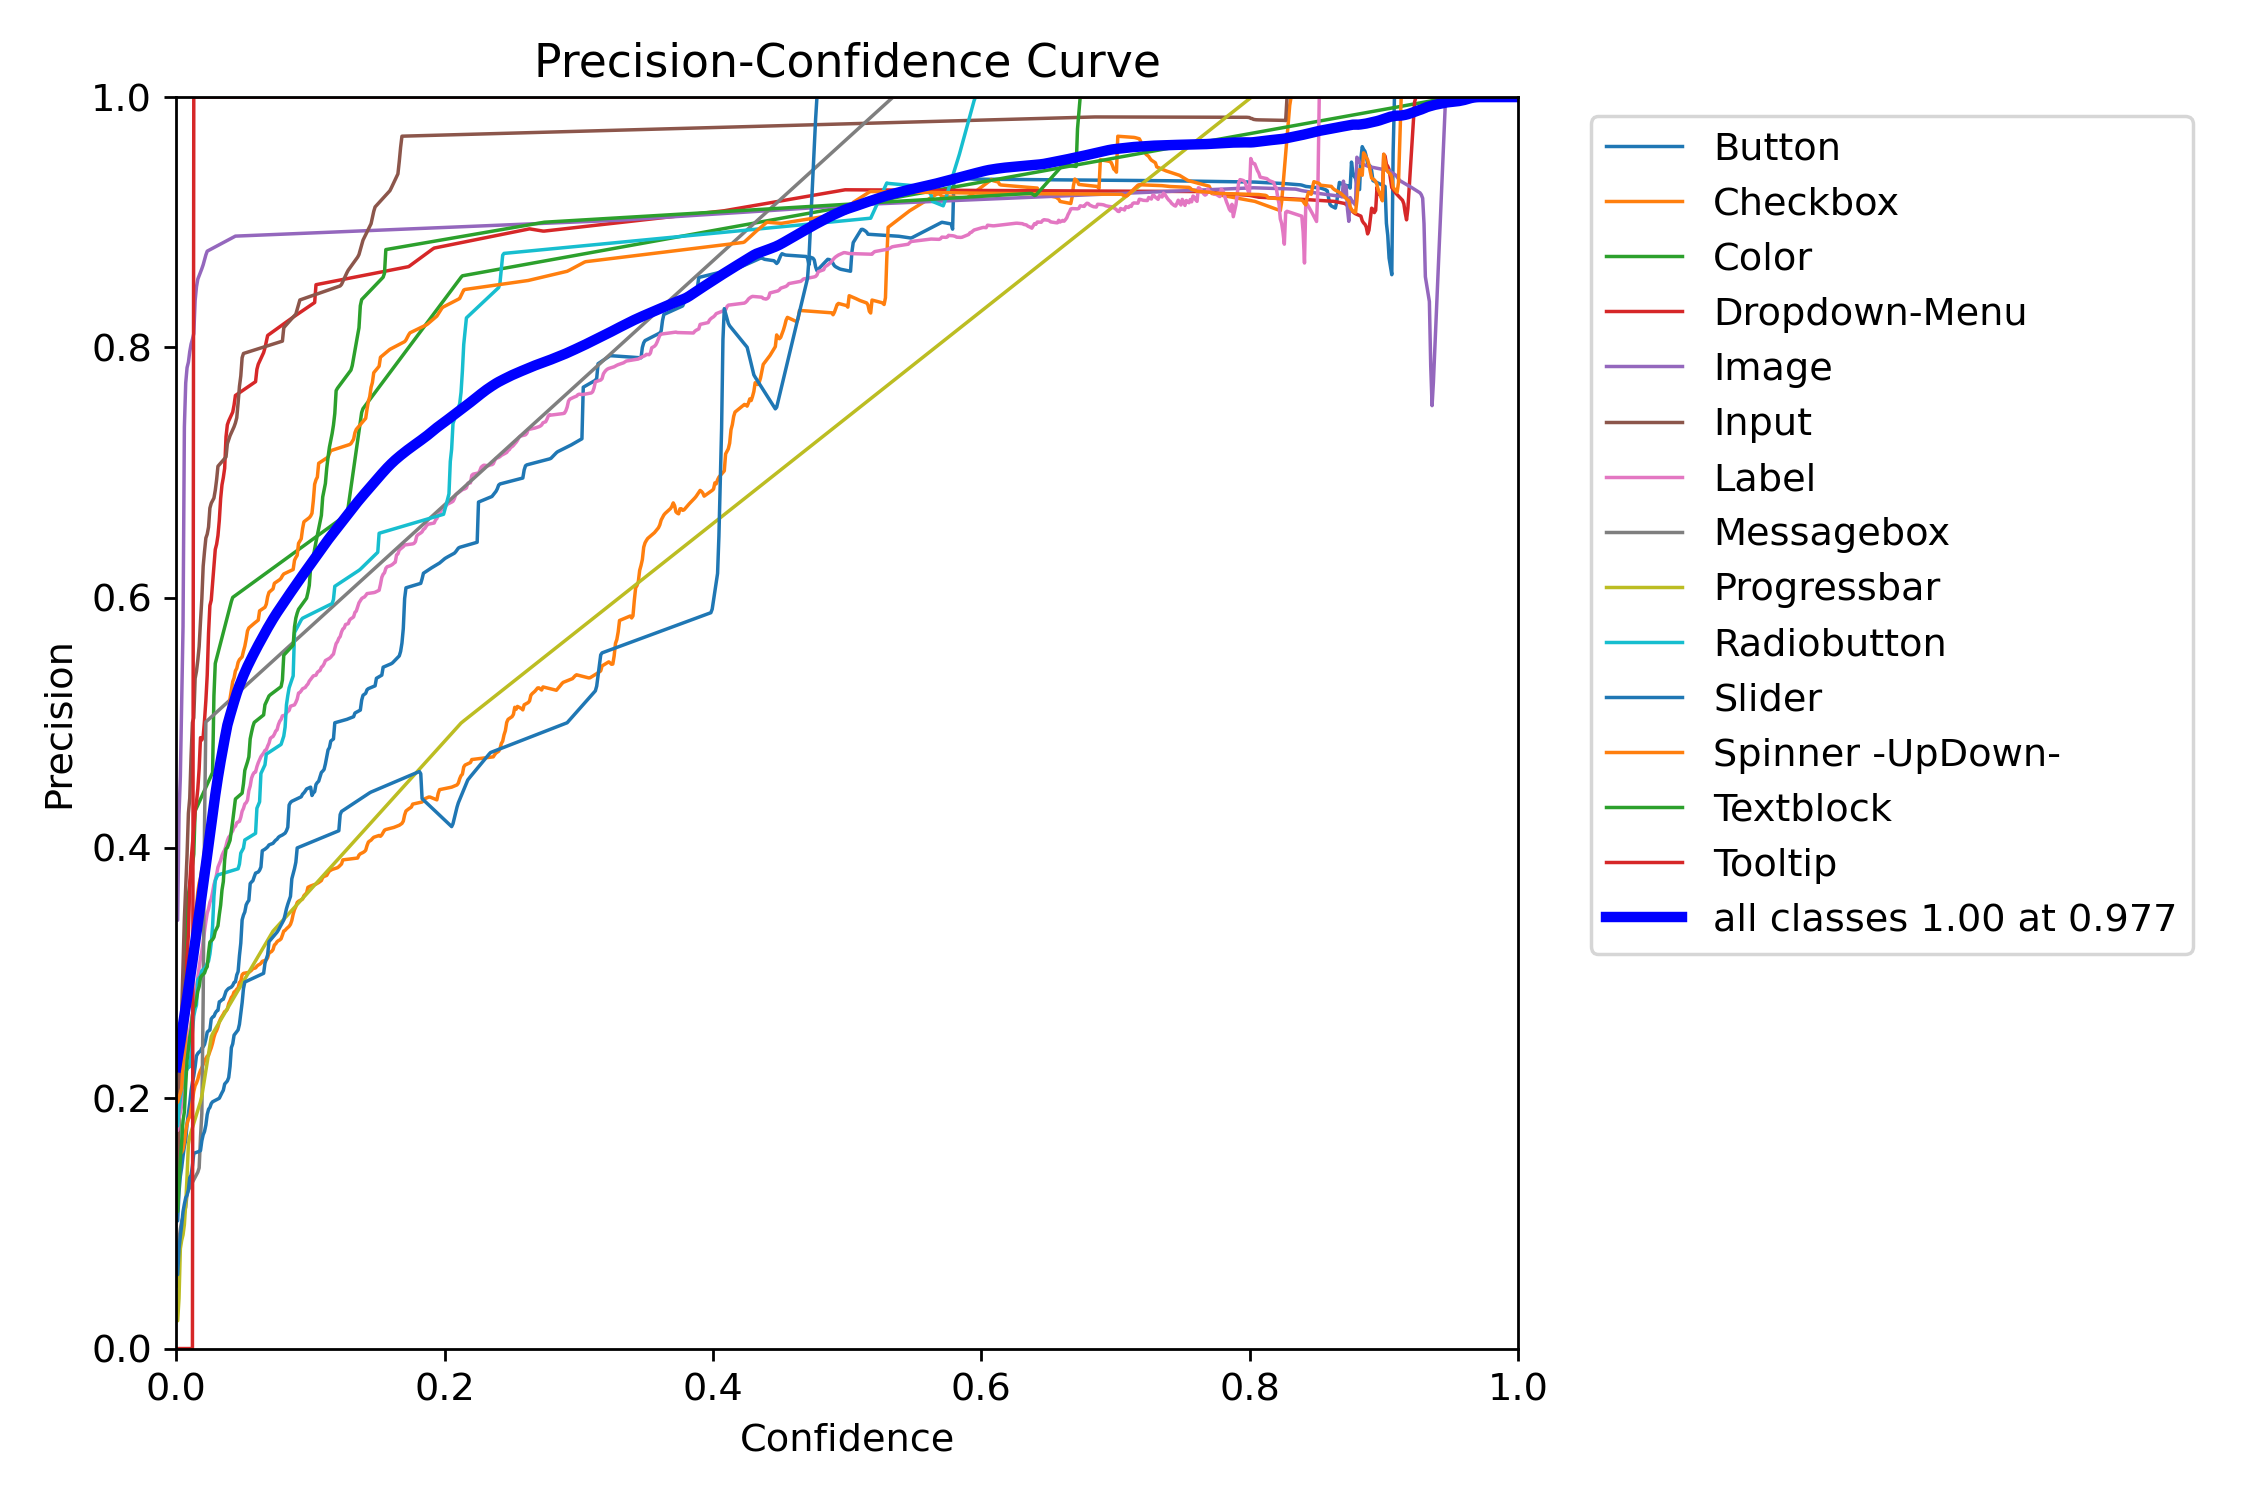 Precision-Confidence Curve
1.0
0.8
0.6
0.4
0.2
0.0
Precision
0.0 0.2 0.4 0.6 0.8 1.0
Confidence
Button
Checkbox
Color
Dropdown-Menu
Image
Input
Label
Messagebox
Progressbar
Radiobutton
Slider
Spinner -UpDown-
Textblock
Tooltip
all classes 1.00 at 0.977